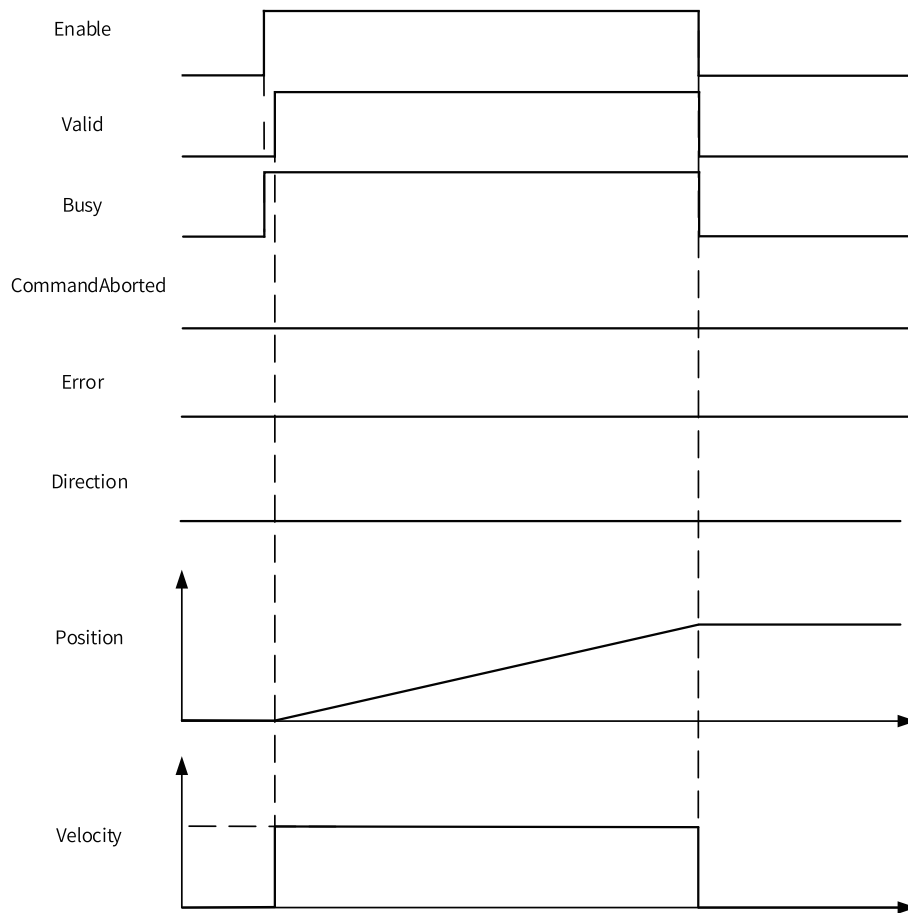 Enable
Valid
Busy
CommandAborted
Error
Direction
Position
Velocity